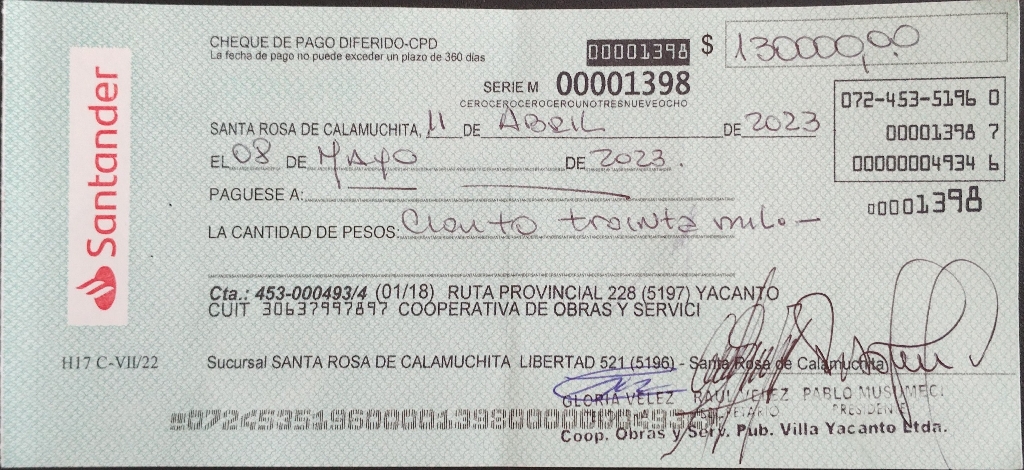 Santander
CHEQUE DE PAGO DIFERIDO-CPD
La fecha de pago no puede exceder un plazo de 360 días
00001398 $ 130000,00
SERIE M 00001398
CEROCEROCEROCEROUNOTRESNUEVEOCHO
072-453-5196 0
00001398 7
00000004934 6
00001398
SANTA ROSA DE CALAMUCHITA, 11 DE ABRIL DE 2023
EL 08 DE MAYO DE 2023.
PAGUESE A:
LA CANTIDAD DE PESOS: Ciento treinta mil.-
Cta.: 453-000493/4 (01/18) RUTA PROVINCIAL 228 (5197) YACANTO
CUIT 30637997897 COOPERATIVA DE OBRAS Y SERVICI
H17 C-VII/22
Sucursal SANTA ROSA DE CALAMUCHITA LIBERTAD 521 (5196) - Santa Rosa de Calamuchita
GLORIA VELEZ RAUL VELEZ PABLO MUSUMECI
PRESIDENTE
Coop. Obras y Serv. Pub. Villa Yacanto Ltda.